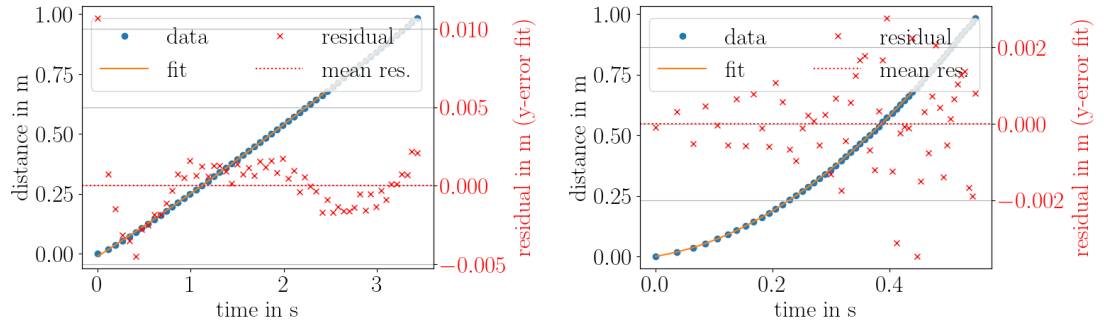 1.00
0.75
0.50
0.25
0.00
distance in m
0
1
2
3
time in s
data
fit
residual
mean res.
0.010
0.005
0.000
−0.005
residual in m (y-error fit)
1.00
0.75
0.50
0.25
0.00
distance in m
0.0
0.2
0.4
time in s
data
fit
residual
mean res.
0.002
0.000
−0.002
residual in m (y-error fit)